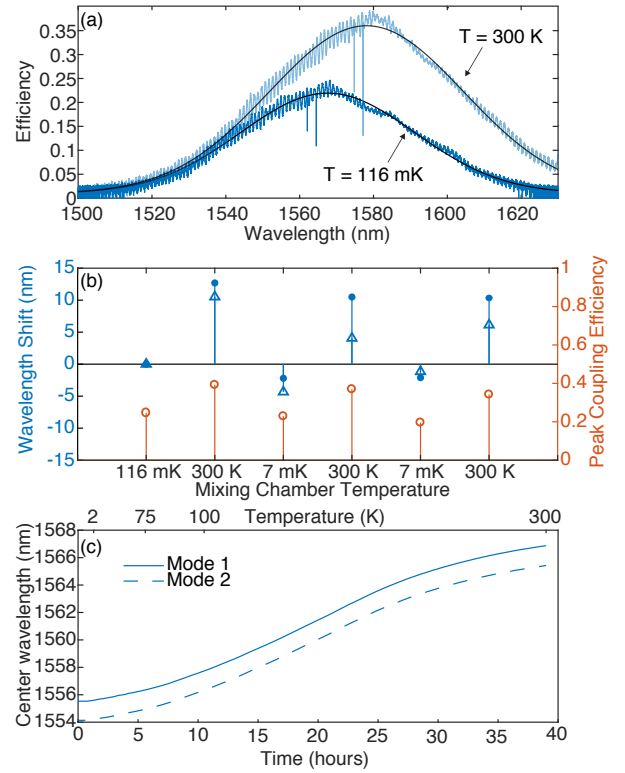 (a)
0.35
0.3
0.25
0.2
0.15
0.1
0.05
0
Efficiency
T = 300 K
T = 116 mK
1500 1520 1540 1560 1580 1600 1620
Wavelength (nm)
(b)
15
10
5
0
-5
-10
-15
Wavelength Shift (nm)
1
0.8
0.6
0.4
0.2
0
Peak Coupling Efficiency
116 mK 300 K 7 mK 300 K 7 mK 300 K
Mixing Chamber Temperature
2 75 100 Temperature (K) 300
(c)
1568
1566
1564
1562
1560
1558
1556
1554
Center wavelength (nm)
Mode 1
Mode 2
0 5 10 15 20 25 30 35 40
Time (hours)